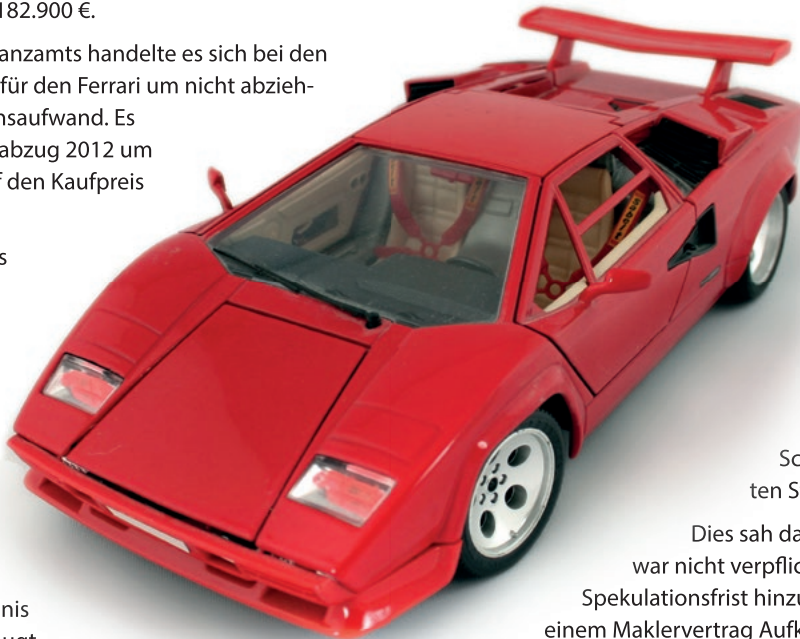 182.900 €.
anzamts handelte es sich bei den
für den Ferrari um nicht abzieh-
nsaufwand. Es
abzug 2012 um
f den Kaufpreis
s
nis
Sc
ten S
Dies sah da
war nicht verpflic
Spekulationsfrist hinzu
einem Maklervertrag Aufk